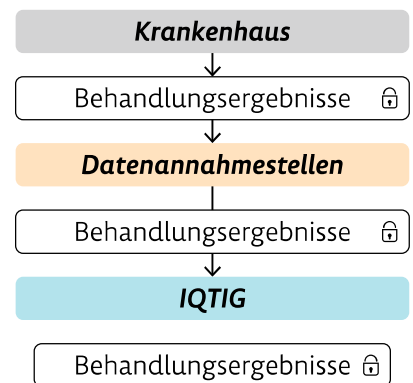 Krankenhaus
Behandlungsergebnisse
Datenannahmestellen
Behandlungsergebnisse
IQTIG
Behandlungsergebnisse